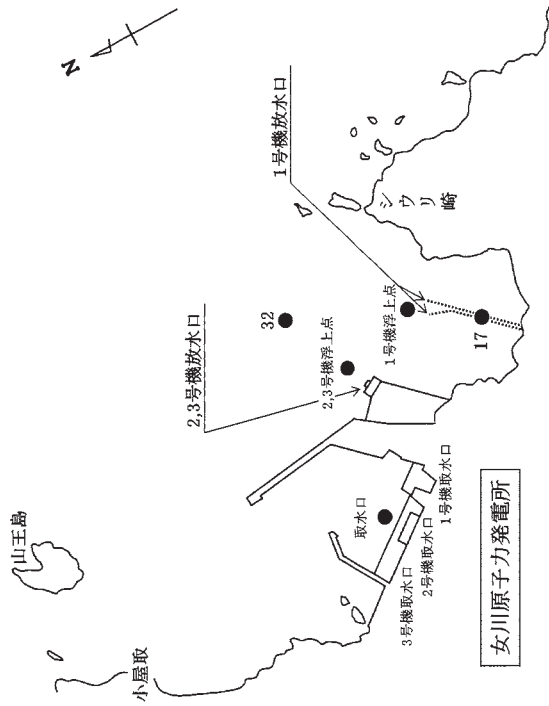 N
1号機放水口
2,3号機放水口
山王島
小屋取
シウリ崎
32
2,3号機浮上点
1号機浮上点
17
取水口
1号機取水口
2号機取水口
3号機取水口
女川原子力発電所